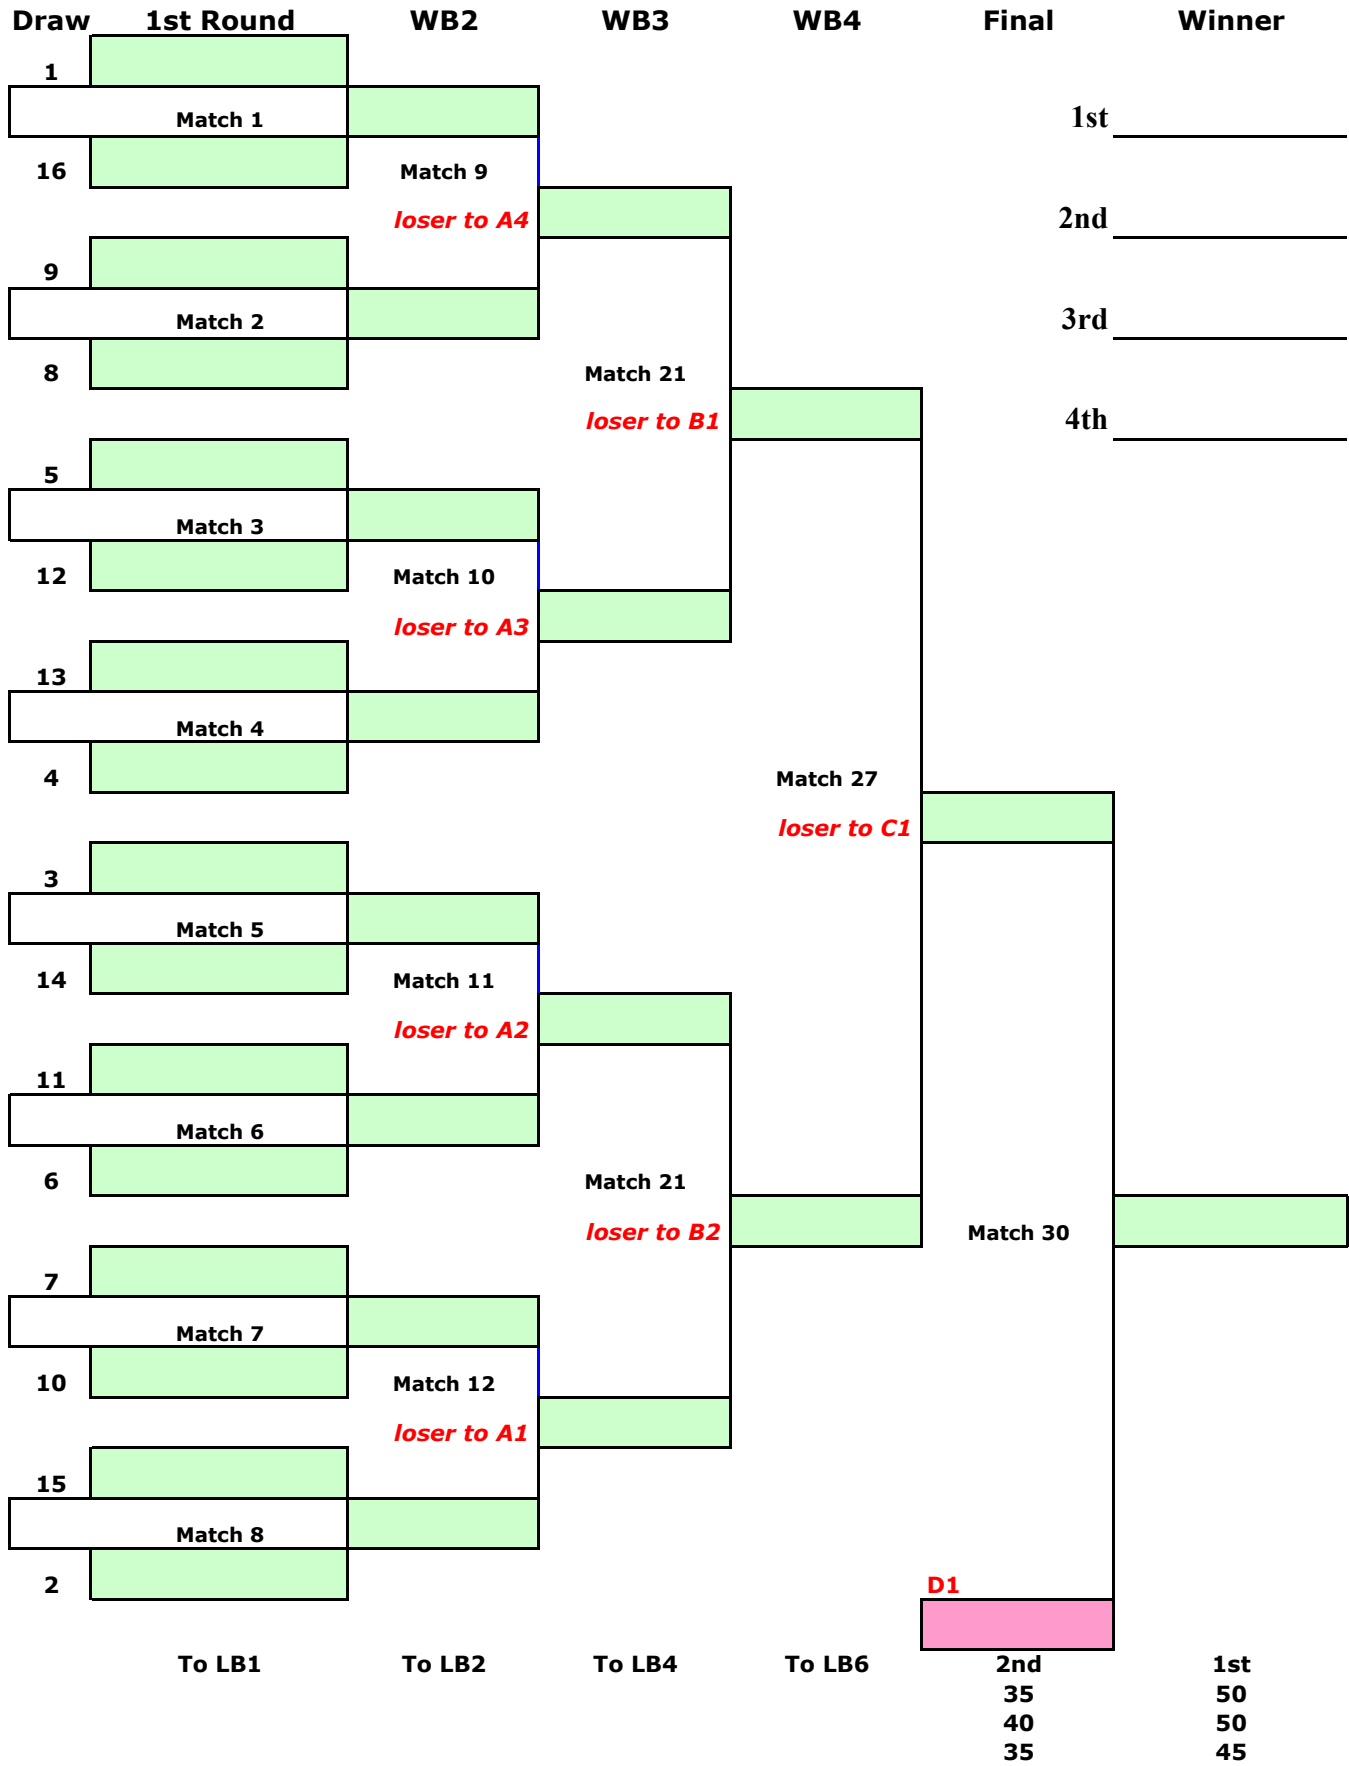 Draw 1st Round WB2 WB3 WB4 Final Winner
1
Match 1 1st
16 Match 9
loser to A4 2nd
9
Match 2 3rd
8 Match 21
loser to B1 4th
5
Match 3
12 Match 10
loser to A3
13
Match 4
4 Match 27
loser to C1
3
Match 5
14 Match 11
loser to A2
11
Match 6
6 Match 21
loser to B2 Match 30
7
Match 7
10 Match 12
loser to A1
15
Match 8
2 D1
To LB1 To LB2 To LB4 To LB6 2nd 1st
35 50
40 50
35 45